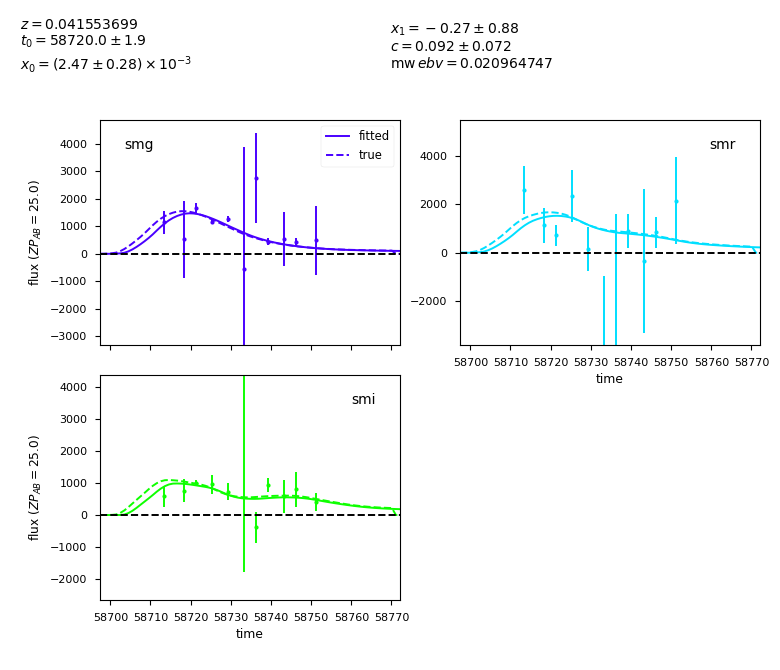 z = 0.041553699
t₀ = 58720.0 ± 1.9
x₀ = (2.47 ± 0.28) × 10⁻³
x₁ = −0.27 ± 0.88
c = 0.092 ± 0.072
mw ebv = 0.020964747
smg
fitted
true
4000
3000
2000
1000
0
−1000
−2000
−3000
flux (ZP_AB = 25.0)
smr
4000
2000
0
−2000
58700 58710 58720 58730 58740 58750 58760 58770
time
smi
4000
3000
2000
1000
0
−1000
−2000
flux (ZP_AB = 25.0)
58700 58710 58720 58730 58740 58750 58760 58770
time